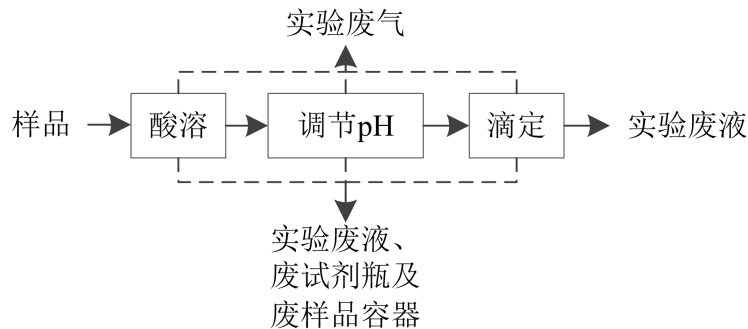 实验废气
样品
酸溶
调节pH
滴定
实验废液
实验废液、
废试剂瓶及
废样品容器